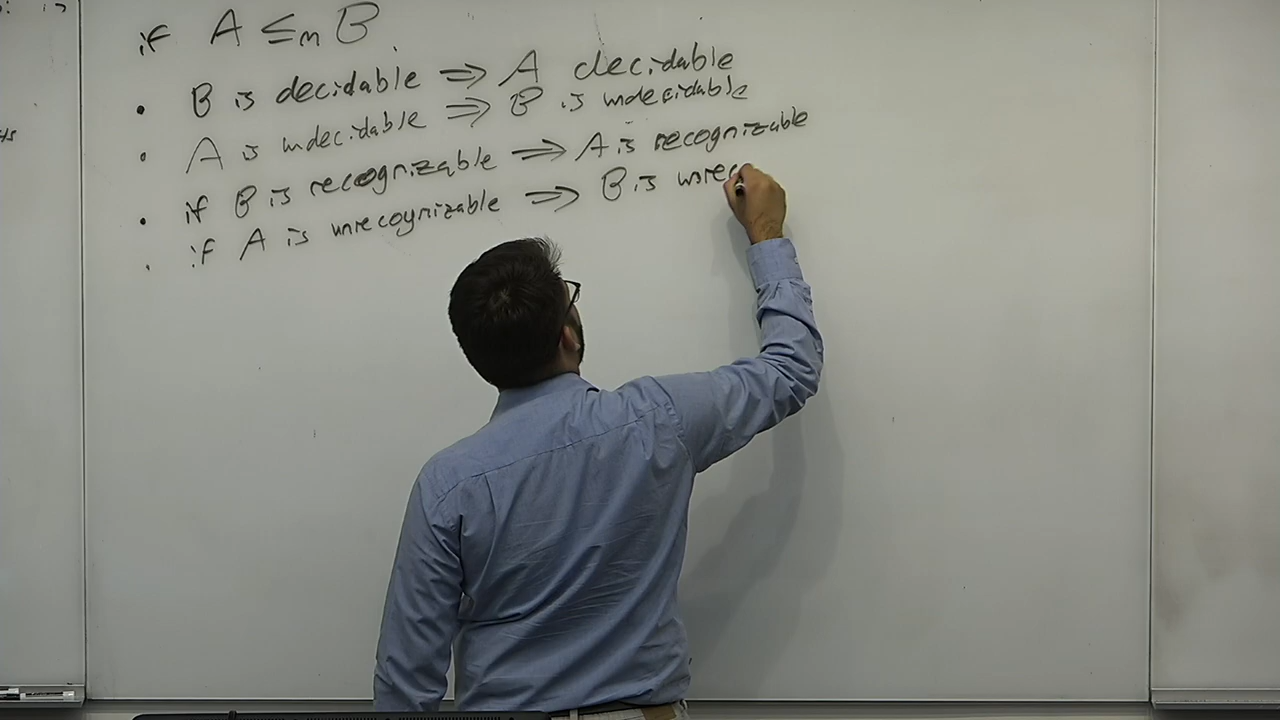 if A ≤m B
• B is decidable ⇒ A decidable
• A is undecidable ⇒ B is undecidable
• if B is recognizable ⇒ A is recognizable
• if A is unrecognizable ⇒ B is unrec